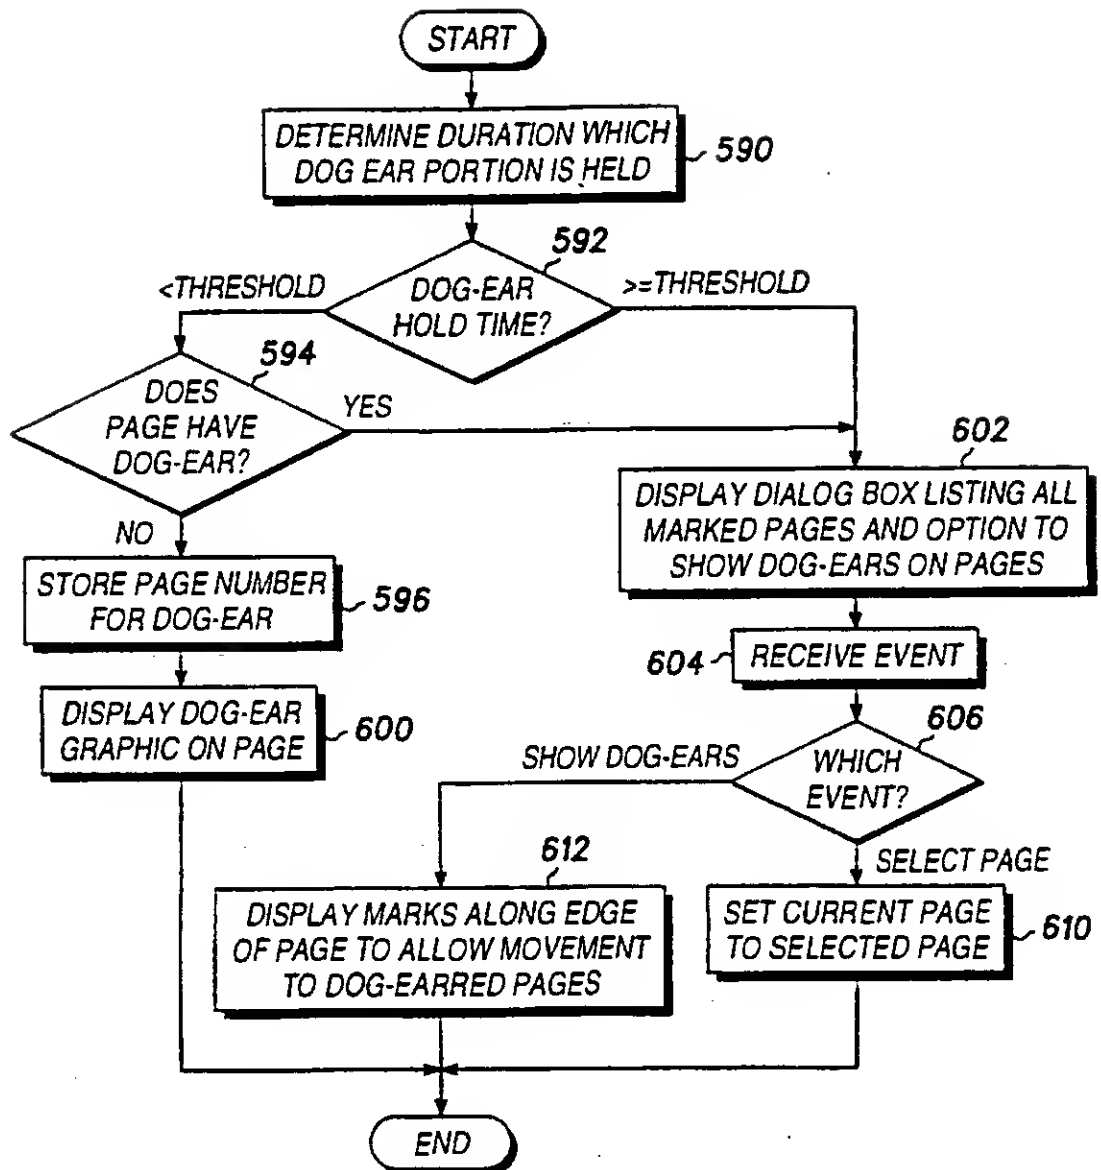 START
DETERMINE DURATION WHICH
DOG EAR PORTION IS HELD
590
592
<THRESHOLD
DOG-EAR
HOLD TIME?
>=THRESHOLD
594
DOES
PAGE HAVE
DOG-EAR?
YES
NO
602
DISPLAY DIALOG BOX LISTING ALL
MARKED PAGES AND OPTION TO
SHOW DOG-EARS ON PAGES
STORE PAGE NUMBER
FOR DOG-EAR
596
604
RECEIVE EVENT
DISPLAY DOG-EAR
GRAPHIC ON PAGE
600
606
SHOW DOG-EARS
WHICH
EVENT?
SELECT PAGE
612
DISPLAY MARKS ALONG EDGE
OF PAGE TO ALLOW MOVEMENT
TO DOG-EARRED PAGES
SET CURRENT PAGE
TO SELECTED PAGE
610
END